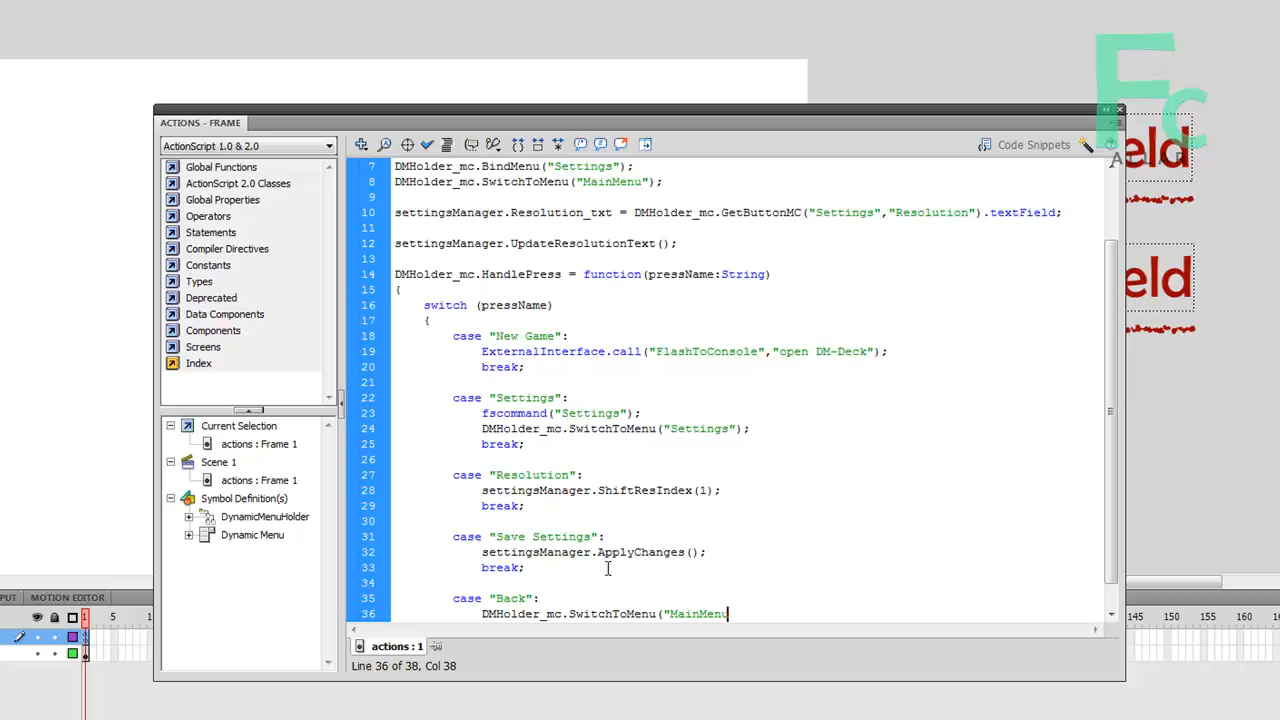 Fc
ALLAR
eld
eld
ACTIONS - FRAME
ActionScript 1.0 & 2.0
Code Snippets
Global Functions
ActionScript 2.0 Classes
Global Properties
Operators
Statements
Compiler Directives
Constants
Types
Deprecated
Data Components
Components
Screens
Index
Current Selection
actions : Frame 1
Scene 1
actions : Frame 1
Symbol Definition(s)
DynamicMenuHolder
Dynamic Menu
7 DMHolder_mc.BindMenu("Settings");
8 DMHolder_mc.SwitchToMenu("MainMenu");
9
10 settingsManager.Resolution_txt = DMHolder_mc.GetButtonMC("Settings","Resolution").textField;
11
12 settingsManager.UpdateResolutionText();
13
14 DMHolder_mc.HandlePress = function(pressName:String)
15 {
16 switch (pressName)
17 {
18 case "New Game":
19 ExternalInterface.call("FlashToConsole","open DM-Deck");
20 break;
21
22 case "Settings":
23 fscommand("Settings");
24 DMHolder_mc.SwitchToMenu("Settings");
25 break;
26
27 case "Resolution":
28 settingsManager.ShiftResIndex(1);
29 break;
30
31 case "Save Settings":
32 settingsManager.ApplyChanges();
33 break;
34
35 case "Back":
36 DMHolder_mc.SwitchToMenu("MainMenu
actions : 1
Line 36 of 38, Col 38
PUT MOTION EDITOR
1 5 1
145 150 155 160 16